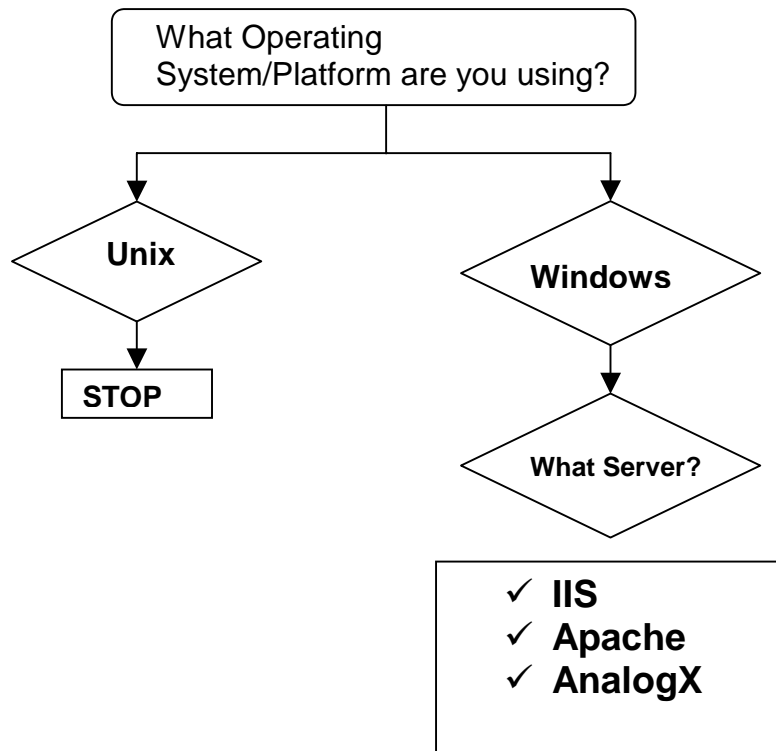 What Operating
System/Platform are you using?
Unix
Windows
STOP
What Server?
✓ IIS
✓ Apache
✓ AnalogX